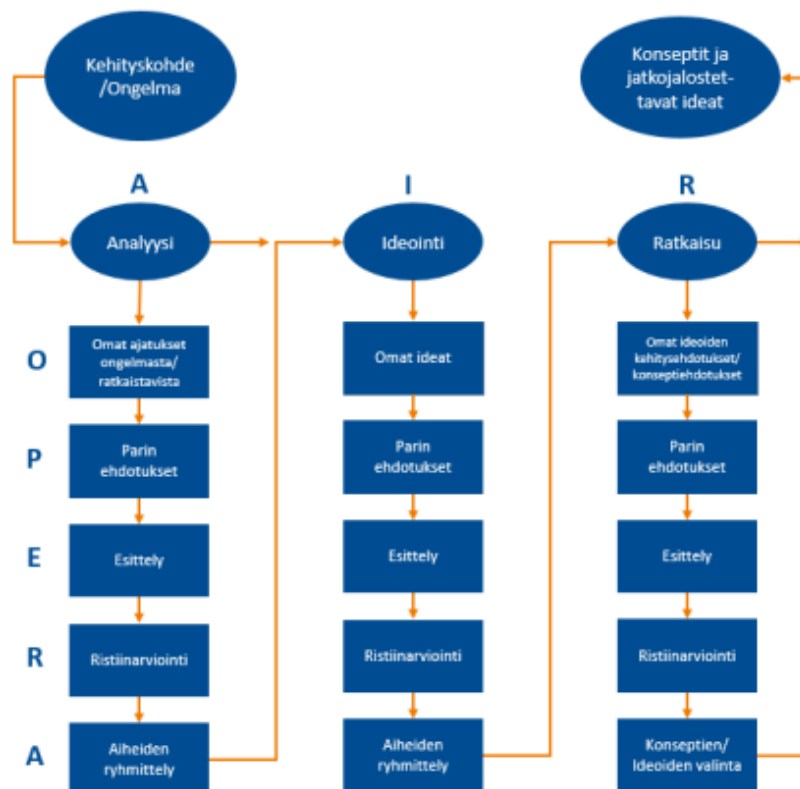 Kehityskohde
/Ongelma
Konseptit ja
jatkojalostet-
tavat ideat
A
I
R
Analyysi
Ideointi
Ratkaisu
O
Omat ajatukset
ongelmasta/
ratkaistavista
Omat ideat
Omat ideoiden
kehitysehdotukset/
konseptiehdotukset
P
Parin
ehdotukset
Parin
ehdotukset
Parin
ehdotukset
E
Esittely
Esittely
Esittely
R
Ristiinarviointi
Ristiinarviointi
Ristiinarviointi
A
Aiheiden
ryhmittely
Aiheiden
ryhmittely
Konseptien/
Ideoiden valinta